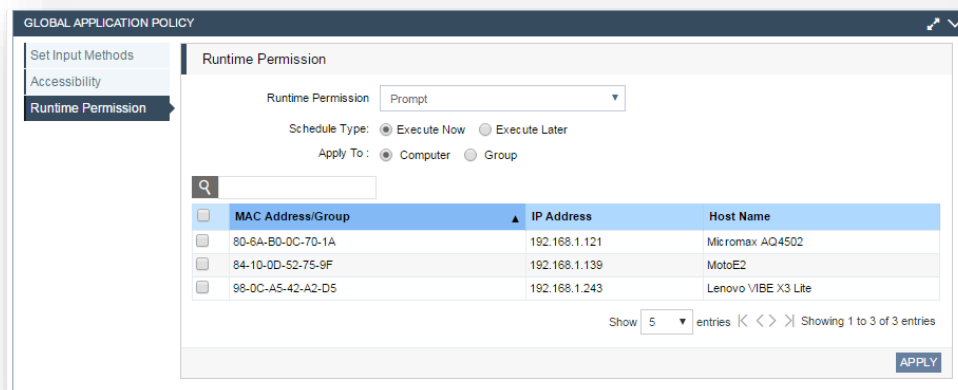 GLOBAL APPLICATION POLICY
Set Input Methods
Accessibility
Runtime Permission
Runtime Permission
Runtime Permission Prompt
Schedule Type: Execute Now Execute Later
Apply To : Computer Group
MAC Address/Group IP Address Host Name
80-6A-B0-0C-70-1A 192.168.1.121 Micromax AQ4502
84-10-0D-52-75-9F 192.168.1.139 MotoE2
98-0C-A5-42-A2-D5 192.168.1.243 Lenovo VIBE X3 Lite
Show 5 entries Showing 1 to 3 of 3 entries
APPLY